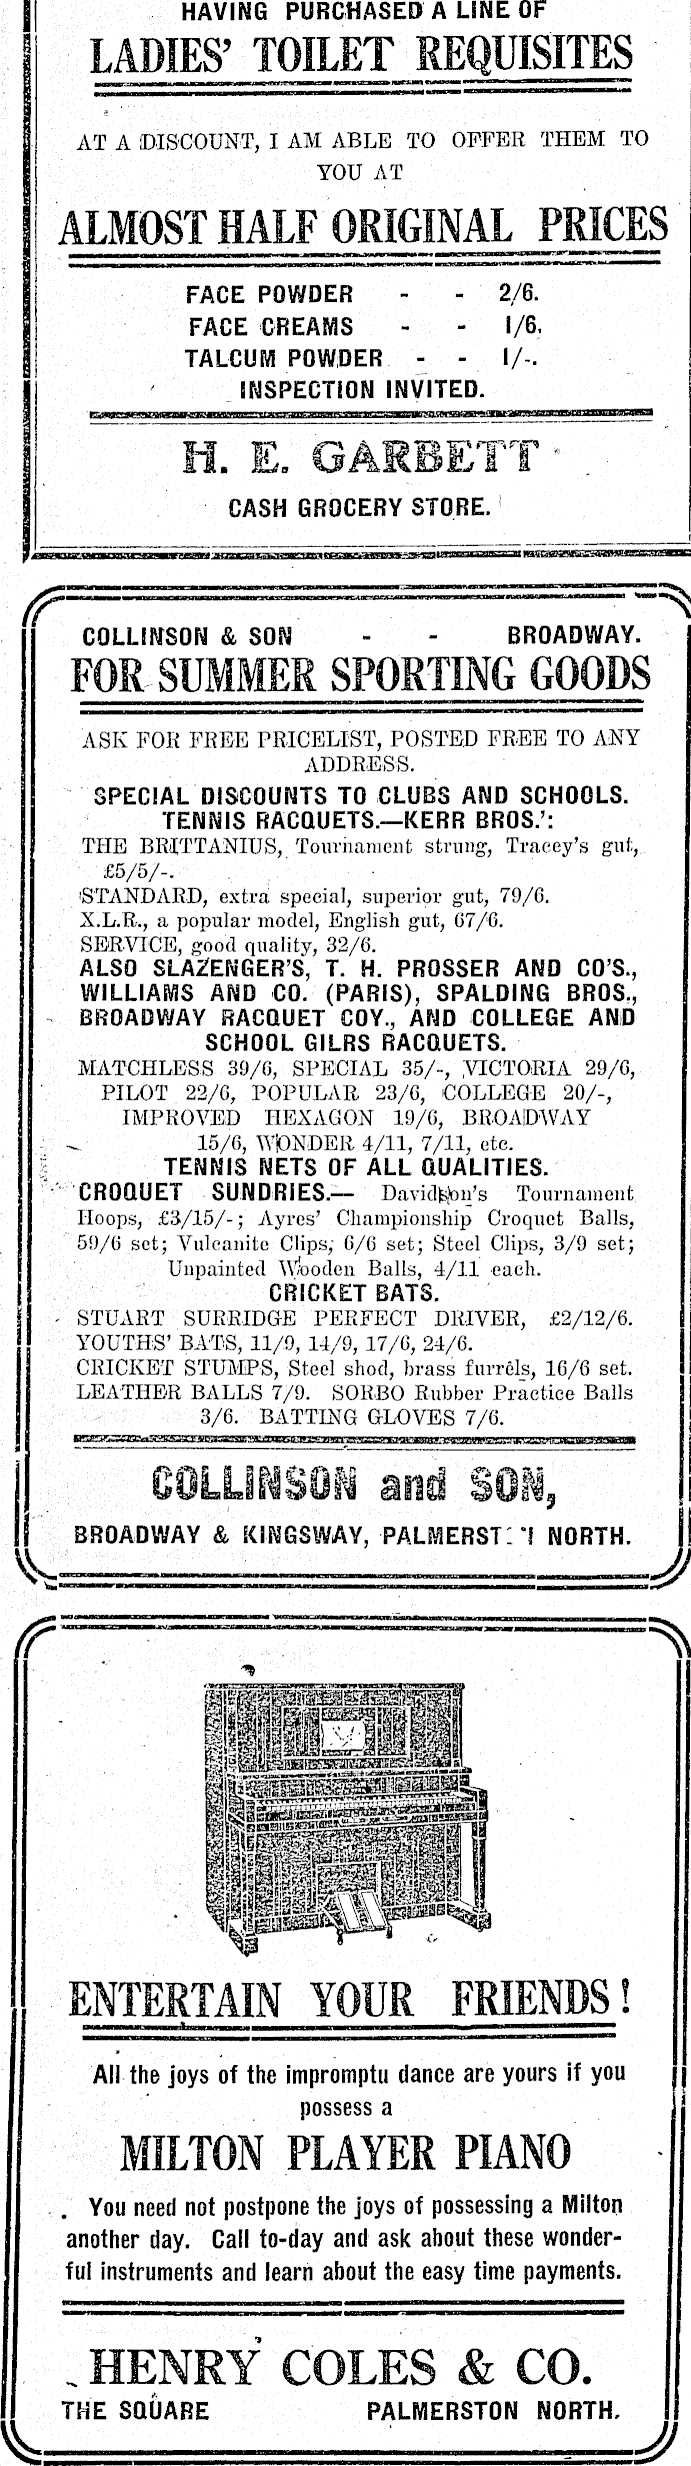 HAVING PURCHASED A LINE OF
LADIES' TOILET REQUISITES
AT A DISCOUNT, I AM ABLE TO OFFER THEM TO
YOU AT
ALMOST HALF ORIGINAL PRICES
FACE POWDER - - 2/6.
FACE CREAMS - - 1/6.
TALCUM POWDER - - 1/-.
INSPECTION INVITED.
H. E. GARBETT
CASH GROCERY STORE.
COLLINSON & SON - - BROADWAY.
FOR SUMMER SPORTING GOODS
ASK FOR FREE PRICELIST, POSTED FREE TO ANY
ADDRESS.
SPECIAL DISCOUNTS TO CLUBS AND SCHOOLS.
TENNIS RACQUETS.—KERR BROS.':
THE BRITTANIUS, Tournament strung, Tracey's gut,
£5/5/-.
STANDARD, extra special, superior gut, 79/6.
X.L.R., a popular model, English gut, 67/6.
SERVICE, good quality, 32/6.
ALSO SLAZENGER'S, T. H. PROSSER AND CO'S.,
WILLIAMS AND CO. (PARIS), SPALDING BROS.,
BROADWAY RACQUET COY., AND COLLEGE AND
SCHOOL GILRS RACQUETS.
MATCHLESS 39/6, SPECIAL 35/-, VICTORIA 29/6,
PILOT 22/6, POPULAR 23/6, COLLEGE 20/-,
IMPROVED HEXAGON 19/6, BROADWAY
15/6, WONDER 4/11, 7/11, etc.
TENNIS NETS OF ALL QUALITIES.
CROQUET SUNDRIES.— Davidson's Tournament
Hoops, £3/15/-; Ayres' Championship Croquet Balls,
59/6 set; Vulcanite Clips, 6/6 set; Steel Clips, 3/9 set;
Unpainted Wooden Balls, 4/11 each.
CRICKET BATS.
STUART SURRIDGE PERFECT DRIVER, £2/12/6.
YOUTHS' BATS, 11/9, 14/9, 17/6, 24/6.
CRICKET STUMPS, Steel shod, brass furrels, 16/6 set.
LEATHER BALLS 7/9. SORBO Rubber Practice Balls
3/6. BATTING GLOVES 7/6.
COLLINSON and SON,
BROADWAY & KINGSWAY, PALMERSTON NORTH.
ENTERTAIN YOUR FRIENDS!
All the joys of the impromptu dance are yours if you
possess a
MILTON PLAYER PIANO
You need not postpone the joys of possessing a Milton
another day. Call to-day and ask about these wonder-
ful instruments and learn about the easy time payments.
HENRY COLES & CO.
THE SQUARE PALMERSTON NORTH.